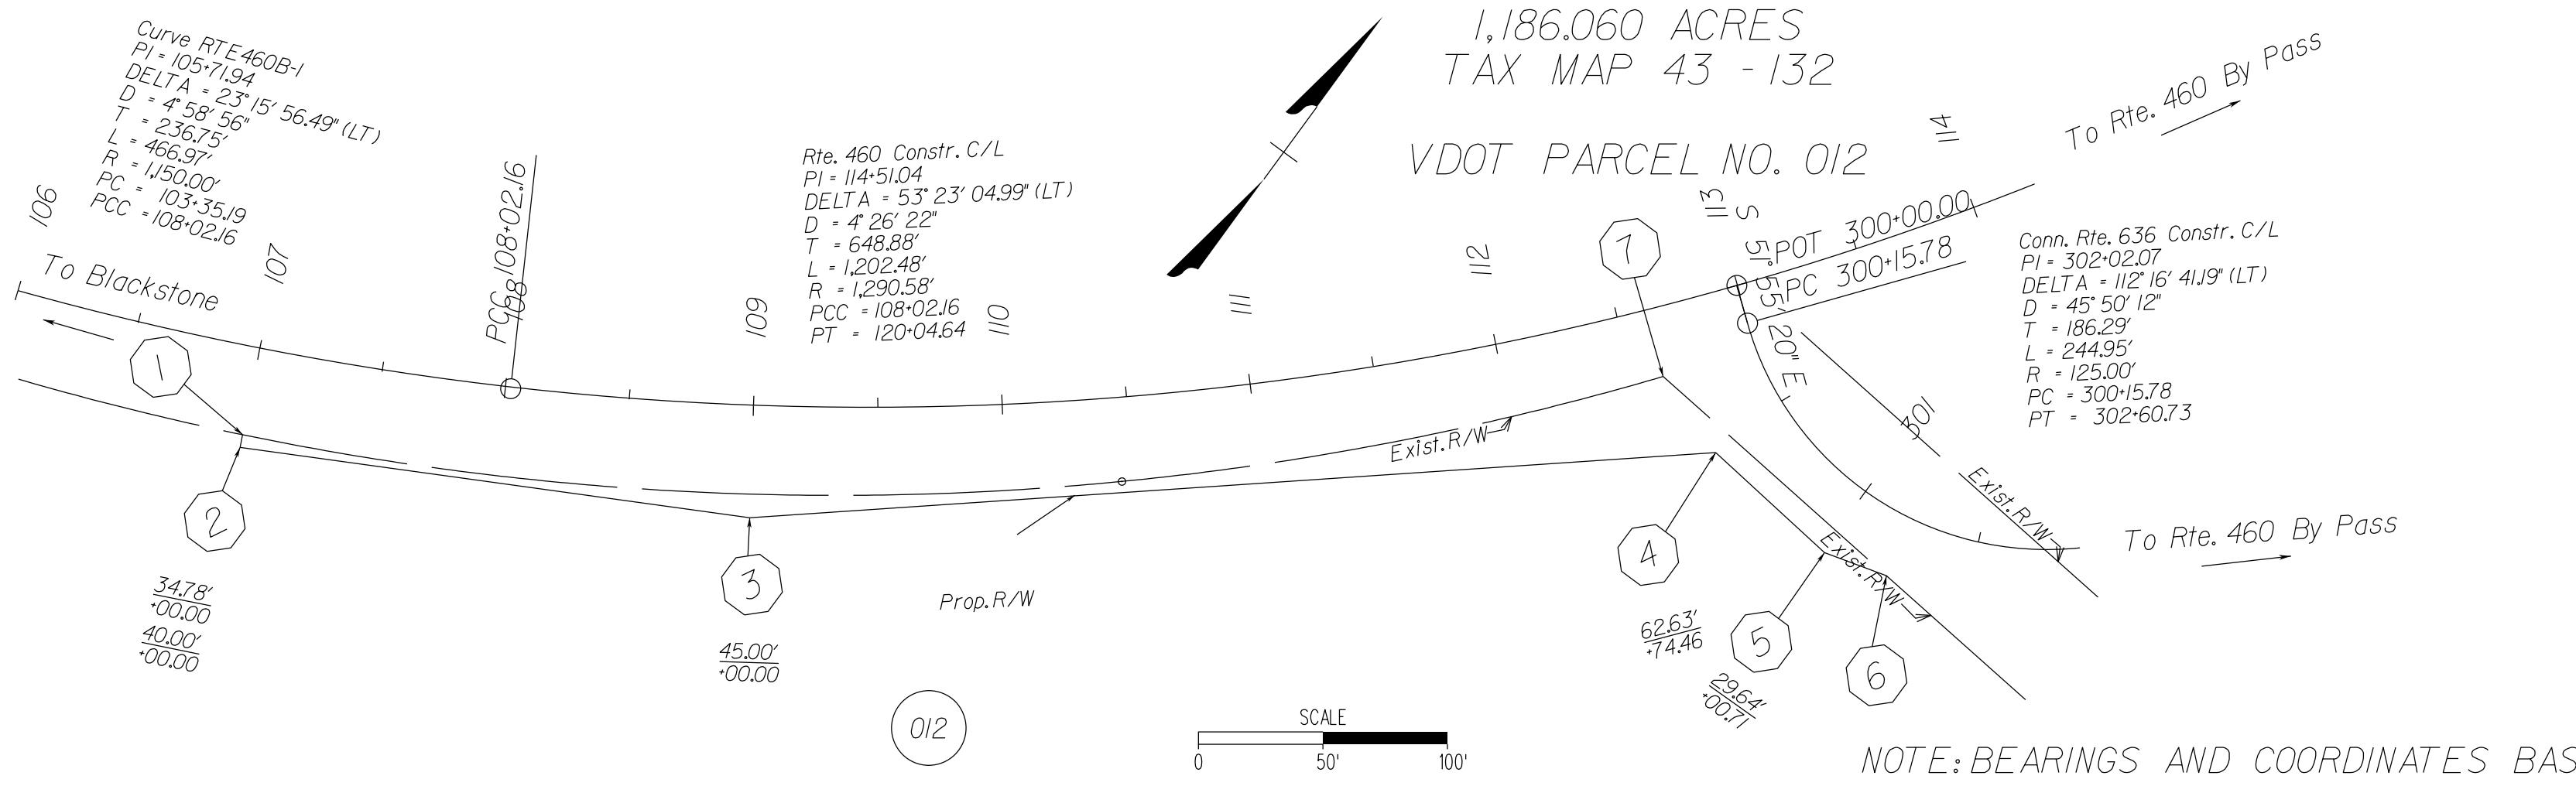 1,186.060 ACRES
TAX MAP 43 - 132
VDOT PARCEL NO. 012
Curve RTE460B-1
PI = 105+71.94
DELTA = 23° 15' 56.49" (LT)
D = 4° 58' 56"
T = 236.75'
L = 466.97'
R = 1,150.00'
PC = 103+35.19
PCC = 108+02.16
106
107
To Blackstone
PCC 108+02.16
108
Rte. 460 Constr. C/L
PI = 114+51.04
DELTA = 53° 23' 04.99" (LT)
D = 4° 26' 22"
T = 648.88'
L = 1,202.48'
R = 1,290.58'
PCC = 108+02.16
PT = 120+04.64
109
110
111
112
113
114
To Rte. 460 By Pass
POT 300+00.00
PC 300+15.78
S 51° 55' 20" E
Conn. Rte. 636 Constr. C/L
PI = 302+02.07
DELTA = 112° 16' 41.19" (LT)
D = 45° 50' 12"
T = 186.29'
L = 244.95'
R = 125.00'
PC = 300+15.78
PT = 302+60.73
301
Exist. R/W
Exist. R/W
Exist. R/W
To Rte. 460 By Pass
1
2
3
4
5
6
7
34.78'
+00.00
40.00'
+00.00
45.00'
+00.00
Prop. R/W
62.63'
+74.46
29.64'
+00.71
012
SCALE
0 50' 100'
NOTE: BEARINGS AND COORDINATES BAS